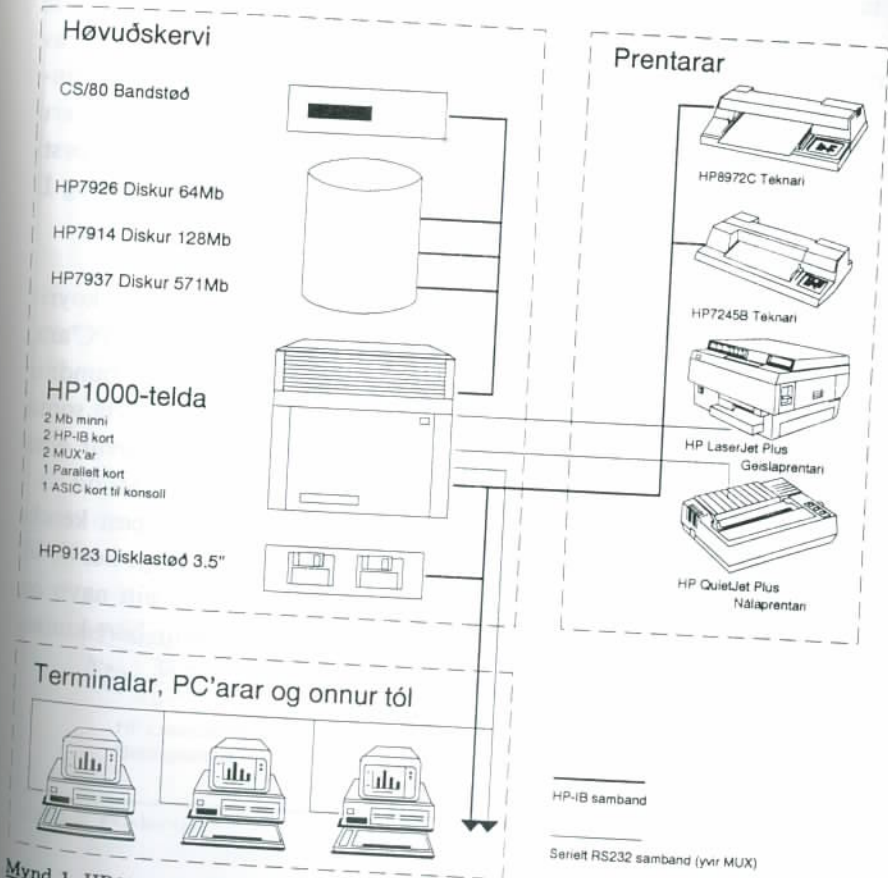 Høvuðskervi
CS/80 Bandstøð
HP7926 Diskur 64Mb
HP7914 Diskur 128Mb
HP7937 Diskur 571Mb
HP1000-telda
2 Mb minni
2 HP-IB kort
2 MUX'ar
1 Parallelt kort
1 ASIC kort til konsoll
HP9123 Disklastøð 3.5"
Prentarar
HP8972C Teknari
HP7245B Teknari
HP LaserJet Plus
Geislaprentari
HP QuietJet Plus
Nálaprentari
Terminalar, PC'arar og onnur tól
HP-IB samband
Serielt RS232 samband (yvir MUX)
Mynd 1.